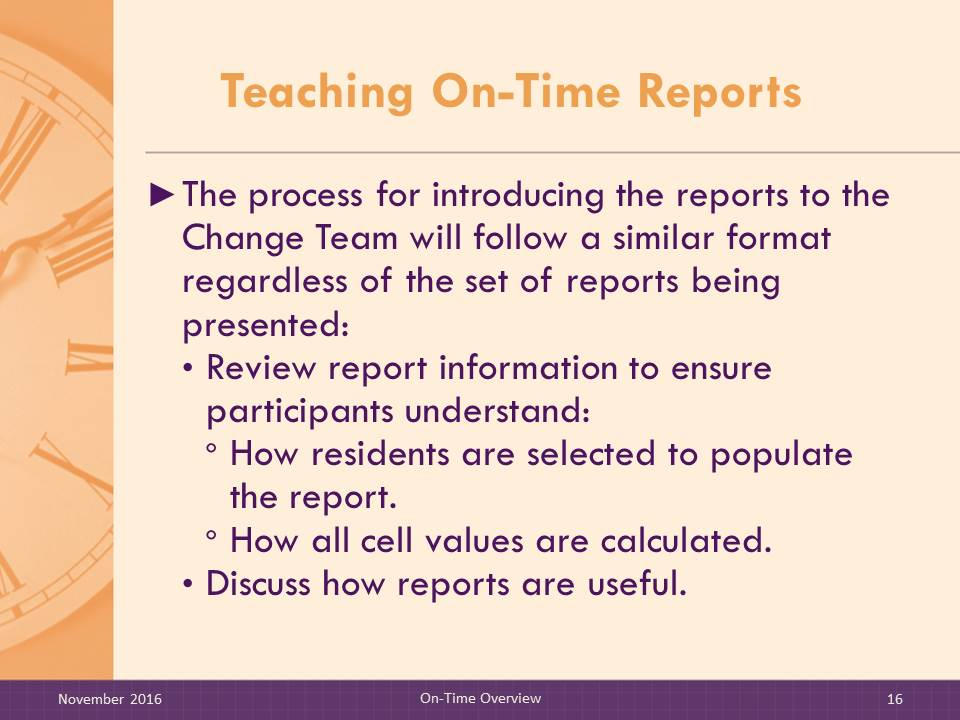 Teaching On-Time Reports
►The process for introducing the reports to the
Change Team will follow a similar format
regardless of the set of reports being
presented:
• Review report information to ensure
participants understand:
° How residents are selected to populate
the report.
° How all cell values are calculated.
• Discuss how reports are useful.
November 2016
On-Time Overview
16